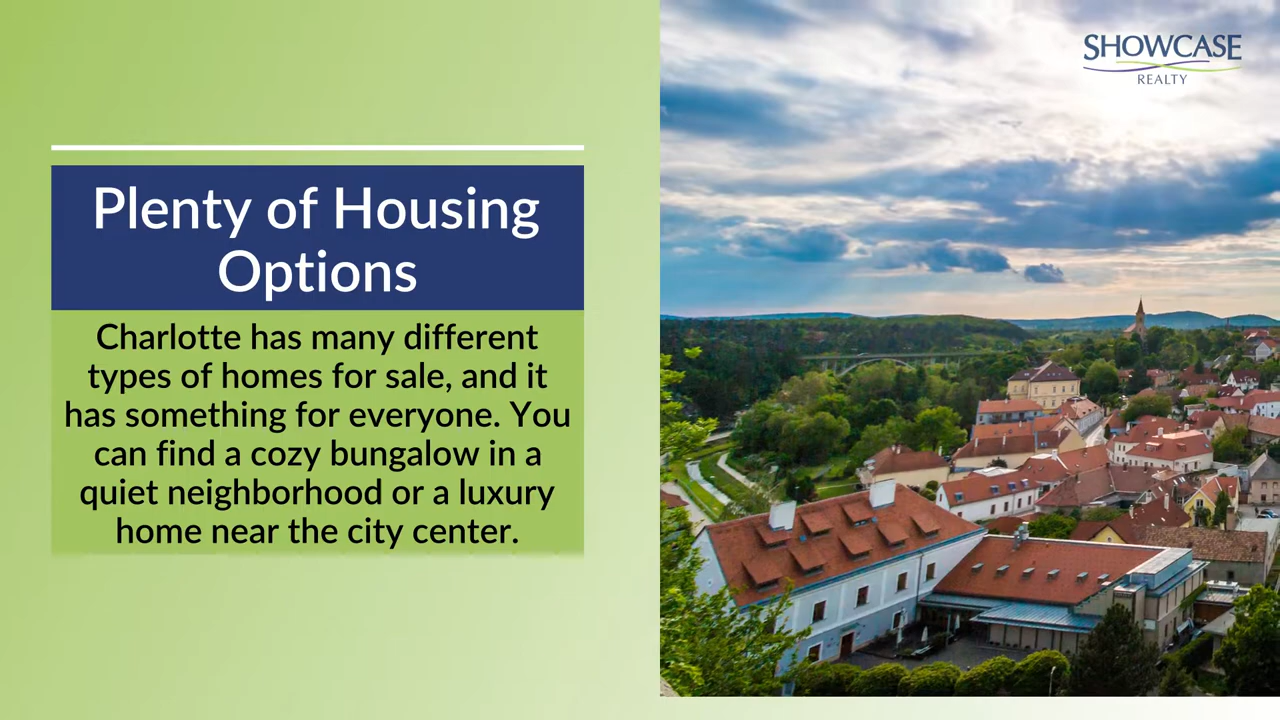 SHOWCASE
REALTY
Plenty of Housing
Options
Charlotte has many different
types of homes for sale, and it
has something for everyone. You
can find a cozy bungalow in a
quiet neighborhood or a luxury
home near the city center.